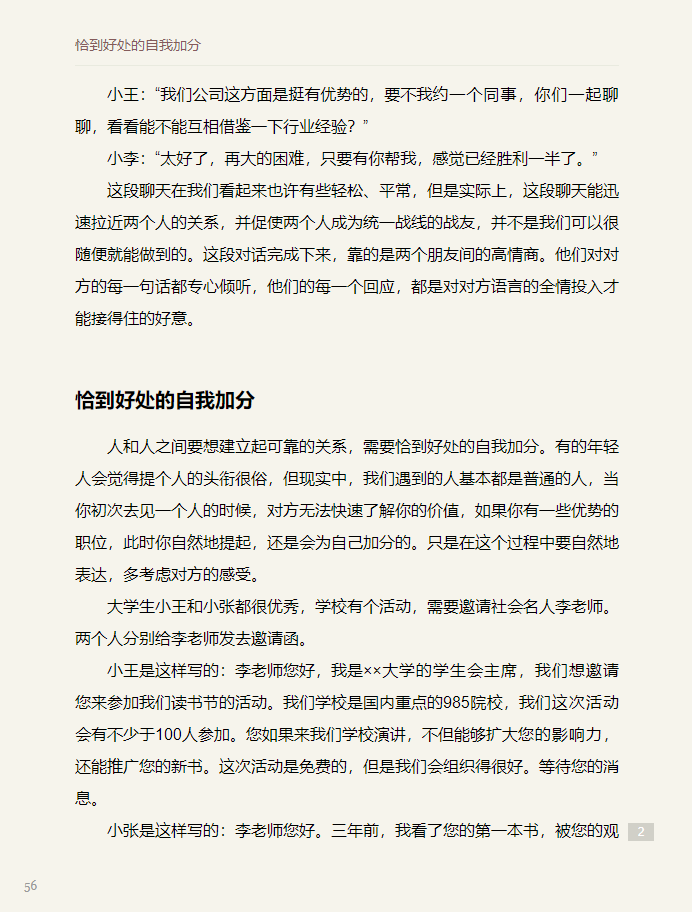 恰到好处的自我加分
小王：“我们公司这方面是挺有优势的，要不我约一个同事，你们一起聊
聊，看看能不能互相借鉴一下行业经验？”
小李：“太好了，再大的困难，只要有你帮我，感觉已经胜利一半了。”
这段聊天在我们看起来也许有些轻松、平常，但是实际上，这段聊天能迅
速拉近两个人的关系，并促使两个人成为统一战线的战友，并不是我们可以很
随便就能做到的。这段对话完成下来，靠的是两个朋友间的高情商。他们对对
方的每一句话都专心倾听，他们的每一个回应，都是对对方语言的全情投入才
能接得住的好意。
恰到好处的自我加分
人和人之间要想建立起可靠的关系，需要恰到好处的自我加分。有的年轻
人会觉得提个人的头衔很俗，但现实中，我们遇到的人基本都是普通的人，当
你初次去见一个人的时候，对方无法快速了解你的价值，如果你有一些优势的
职位，此时你自然地提起，还是会为自己加分的。只是在这个过程中要自然地
表达，多考虑对方的感受。
大学生小王和小张都很优秀，学校有个活动，需要邀请社会名人李老师。
两个人分别给李老师发去邀请函。
小王是这样写的：李老师您好，我是××大学的学生会主席，我们想邀请
您来参加我们读书节的活动。我们学校是国内重点的985院校，我们这次活动
会有不少于100人参加。您如果来我们学校演讲，不但能够扩大您的影响力，
还能推广您的新书。这次活动是免费的，但是我们会组织得很好。等待您的消
息。
小张是这样写的：李老师您好。三年前，我看了您的第一本书，被您的观
2
56